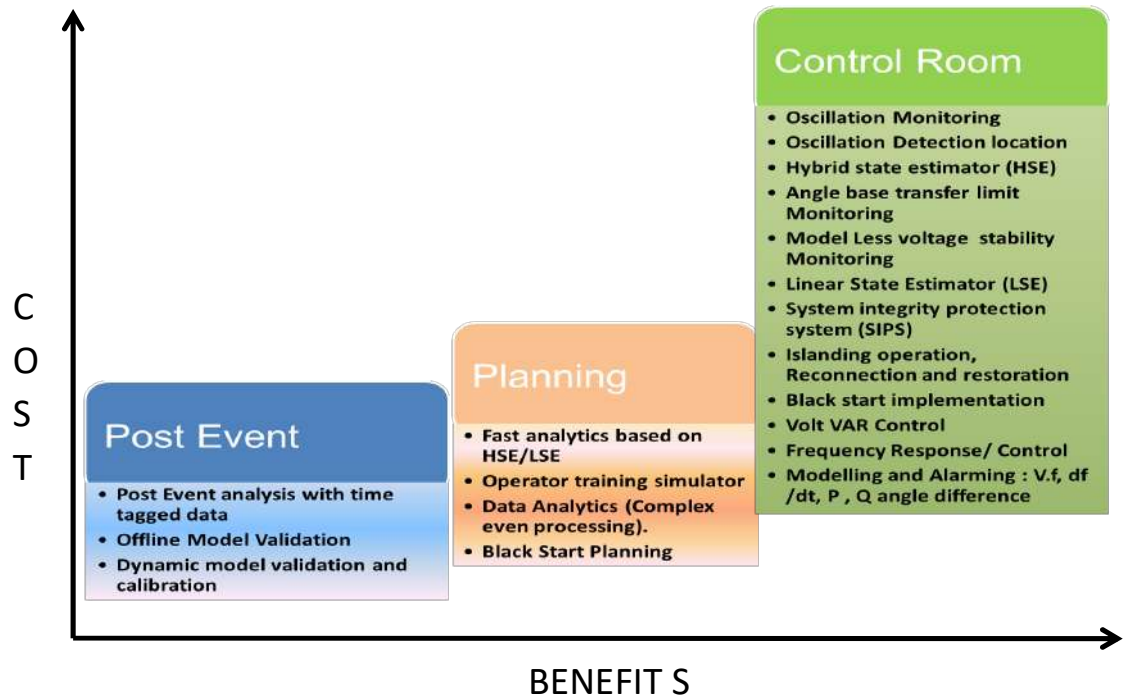 Control Room
• Oscillation Monitoring
• Oscillation Detection location
• Hybrid state estimator (HSE)
• Angle base transfer limit
Monitoring
• Model Less voltage stability
Monitoring
• Linear State Estimator (LSE)
• System integrity protection
system (SIPS)
• Islanding operation,
Reconnection and restoration
• Black start implementation
• Volt VAR Control
• Frequency Response/ Control
• Modelling and Alarming : V.f, df
/dt, P , Q angle difference
Planning
• Fast analytics based on
HSE/LSE
• Operator training simulator
• Data Analytics (Complex
even processing).
• Black Start Planning
Post Event
• Post Event analysis with time
tagged data
• Offline Model Validation
• Dynamic model validation and
calibration
C
O
S
T
BENEFIT S